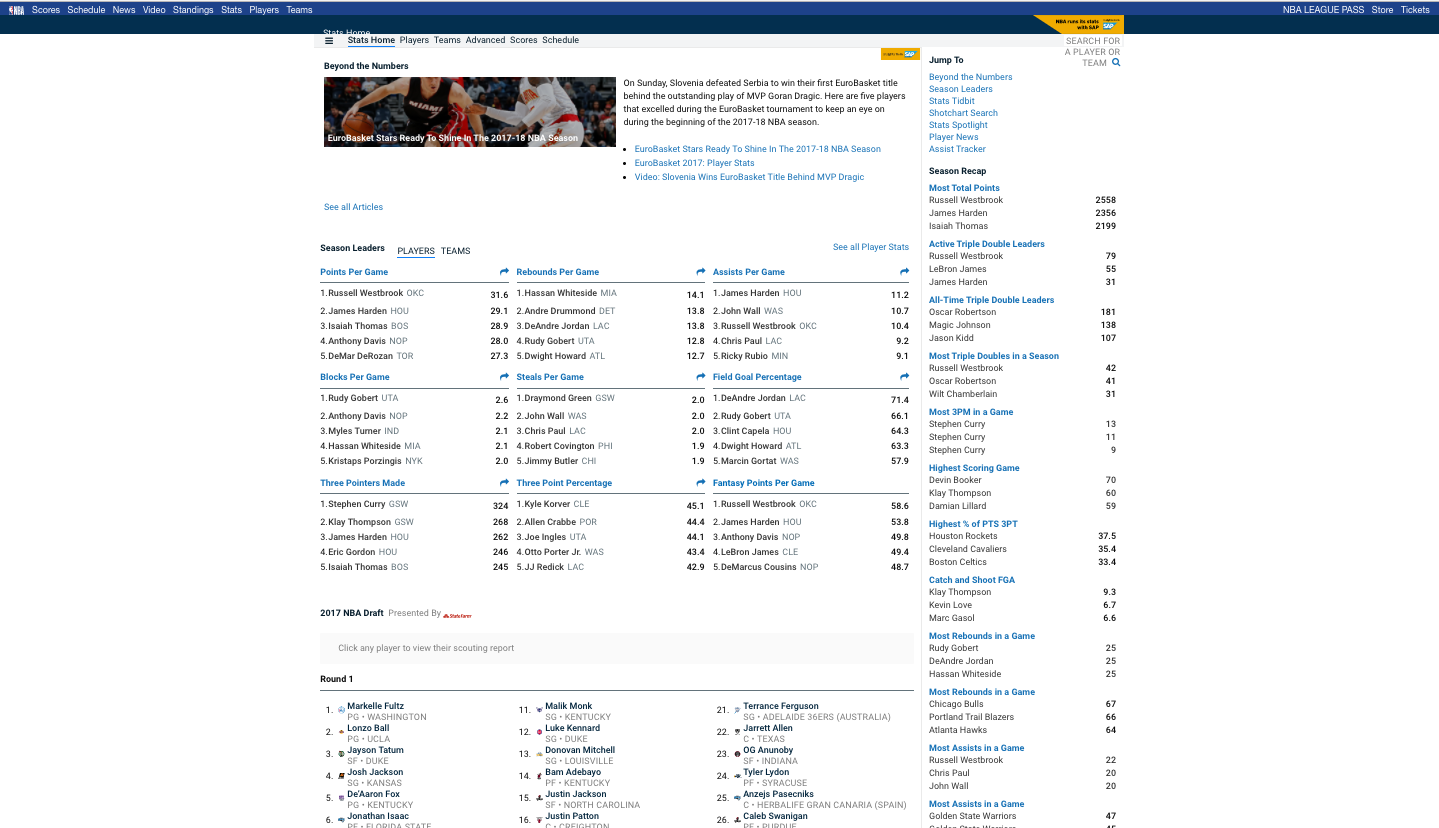 NBA Scores Schedule News Video Standings Stats Players Teams NBA LEAGUE PASS Store Tickets
NBA runs its stats with SAP
SAP
Stats Home
Stats Home Players Teams Advanced Scores Schedule
SEARCH FOR
A PLAYER OR
TEAM
SAP
Beyond the Numbers
EuroBasket Stars Ready To Shine In The 2017-18 NBA Season
On Sunday, Slovenia defeated Serbia to win their first EuroBasket title
behind the outstanding play of MVP Goran Dragic. Here are five players
that excelled during the EuroBasket tournament to keep an eye on
during the beginning of the 2017-18 NBA season.
• EuroBasket Stars Ready To Shine In The 2017-18 NBA Season
• EuroBasket 2017: Player Stats
• Video: Slovenia Wins EuroBasket Title Behind MVP Dragic
See all Articles
Season Leaders PLAYERS TEAMS See all Player Stats
Points Per Game
1.Russell Westbrook OKC 31.6
2.James Harden HOU 29.1
3.Isaiah Thomas BOS 28.9
4.Anthony Davis NOP 28.0
5.DeMar DeRozan TOR 27.3
Rebounds Per Game
1.Hassan Whiteside MIA 14.1
2.Andre Drummond DET 13.8
3.DeAndre Jordan LAC 13.8
4.Rudy Gobert UTA 12.8
5.Dwight Howard ATL 12.7
Assists Per Game
1.James Harden HOU 11.2
2.John Wall WAS 10.7
3.Russell Westbrook OKC 10.4
4.Chris Paul LAC 9.2
5.Ricky Rubio MIN 9.1
Blocks Per Game
1.Rudy Gobert UTA 2.6
2.Anthony Davis NOP 2.2
3.Myles Turner IND 2.1
4.Hassan Whiteside MIA 2.1
5.Kristaps Porzingis NYK 2.0
Steals Per Game
1.Draymond Green GSW 2.0
2.John Wall WAS 2.0
3.Chris Paul LAC 2.0
4.Robert Covington PHI 1.9
5.Jimmy Butler CHI 1.9
Field Goal Percentage
1.DeAndre Jordan LAC 71.4
2.Rudy Gobert UTA 66.1
3.Clint Capela HOU 64.3
4.Dwight Howard ATL 63.3
5.Marcin Gortat WAS 57.9
Three Pointers Made
1.Stephen Curry GSW 324
2.Klay Thompson GSW 268
3.James Harden HOU 262
4.Eric Gordon HOU 246
5.Isaiah Thomas BOS 245
Three Point Percentage
1.Kyle Korver CLE 45.1
2.Allen Crabbe POR 44.4
3.Joe Ingles UTA 44.1
4.Otto Porter Jr. WAS 43.4
5.JJ Redick LAC 42.9
Fantasy Points Per Game
1.Russell Westbrook OKC 58.6
2.James Harden HOU 53.8
3.Anthony Davis NOP 49.8
4.LeBron James CLE 49.4
5.DeMarcus Cousins NOP 48.7
2017 NBA Draft Presented By StateFarm
Click any player to view their scouting report
Round 1
1. Markelle Fultz
PG • WASHINGTON
2. Lonzo Ball
PG • UCLA
3. Jayson Tatum
SF • DUKE
4. Josh Jackson
SG • KANSAS
5. De'Aaron Fox
PG • KENTUCKY
6. Jonathan Isaac
PF • FLORIDA STATE
11. Malik Monk
SG • KENTUCKY
12. Luke Kennard
SG • DUKE
13. Donovan Mitchell
SG • LOUISVILLE
14. Bam Adebayo
PF • KENTUCKY
15. Justin Jackson
SF • NORTH CAROLINA
16. Justin Patton
C • CREIGHTON
21. Terrance Ferguson
SG • ADELAIDE 36ERS (AUSTRALIA)
22. Jarrett Allen
C • TEXAS
23. OG Anunoby
SF • INDIANA
24. Tyler Lydon
PF • SYRACUSE
25. Anzejs Pasecniks
C • HERBALIFE GRAN CANARIA (SPAIN)
26. Caleb Swanigan
PF • PURDUE
Jump To
Beyond the Numbers
Season Leaders
Stats Tidbit
Shotchart Search
Stats Spotlight
Player News
Assist Tracker
Season Recap
Most Total Points
Russell Westbrook 2558
James Harden 2356
Isaiah Thomas 2199
Active Triple Double Leaders
Russell Westbrook 79
LeBron James 55
James Harden 31
All-Time Triple Double Leaders
Oscar Robertson 181
Magic Johnson 138
Jason Kidd 107
Most Triple Doubles in a Season
Russell Westbrook 42
Oscar Robertson 41
Wilt Chamberlain 31
Most 3PM in a Game
Stephen Curry 13
Stephen Curry 11
Stephen Curry 9
Highest Scoring Game
Devin Booker 70
Klay Thompson 60
Damian Lillard 59
Highest % of PTS 3PT
Houston Rockets 37.5
Cleveland Cavaliers 35.4
Boston Celtics 33.4
Catch and Shoot FGA
Klay Thompson 9.3
Kevin Love 6.7
Marc Gasol 6.6
Most Rebounds in a Game
Rudy Gobert 25
DeAndre Jordan 25
Hassan Whiteside 25
Most Rebounds in a Game
Chicago Bulls 67
Portland Trail Blazers 66
Atlanta Hawks 64
Most Assists in a Game
Russell Westbrook 22
Chris Paul 20
John Wall 20
Most Assists in a Game
Golden State Warriors 47
Golden State Warriors 45